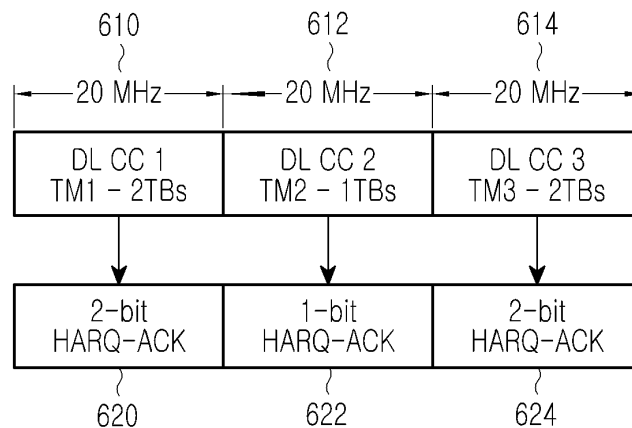 610 612 614
20 MHz 20 MHz 20 MHz
DL CC 1 DL CC 2 DL CC 3
TM1 - 2TBs TM2 - 1TBs TM3 - 2TBs
2-bit 1-bit 2-bit
HARQ-ACK HARQ-ACK HARQ-ACK
620 622 624